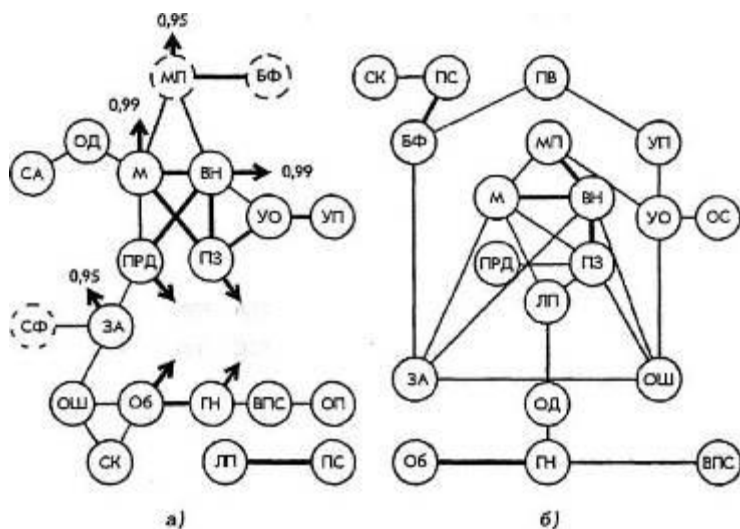 0,95
МП БФ
0,99
ОД
СА М ВН 0,99
УО УП
ПРД ПЗ
0,95
СФ ЗА
ОШ Об ГН ВПС ОП
СК ЛП ПС
а)
СК ПС ПВ
БФ МП УП
М ВН
УО ОС
ПРД ПЗ
ЛП
ЗА ОШ
ОД
Об ГН ВПС
б)